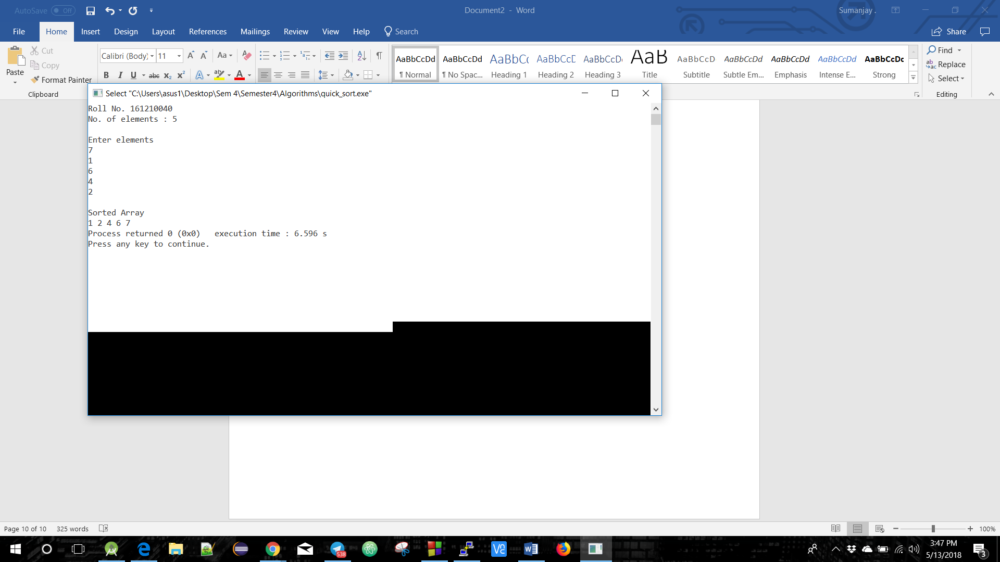 AutoSave Off
Document2 - Word
Sumanjay .
File Home Insert Design Layout References Mailings Review View Help Search
Share
Paste
Cut
Copy
Format Painter
Clipboard
Calibri (Body) 11
Aa
B I U abc x₂ x² A aby A
AaBbCcDd AaBbCcDd AaBbCc AaBbCcC AaBbCcD AaB AaBbCcD AaBbCcDd AaBbCcDd AaBbCcDd AaBbCcDc
¶ Normal ¶ No Spac... Heading 1 Heading 2 Heading 3 Title Subtitle Subtle Em... Emphasis Intense E... Strong
Find
Replace
Select
Editing
Select "C:\Users\asus1\Desktop\Sem 4\Semester4\Algorithms\quick_sort.exe"
Roll No. 161210040
No. of elements : 5
Enter elements
7
1
6
4
2
Sorted Array
1 2 4 6 7
Process returned 0 (0x0)   execution time : 6.596 s
Press any key to continue.
Page 10 of 10
325 words
100%
538
3:47 PM
5/13/2018
3